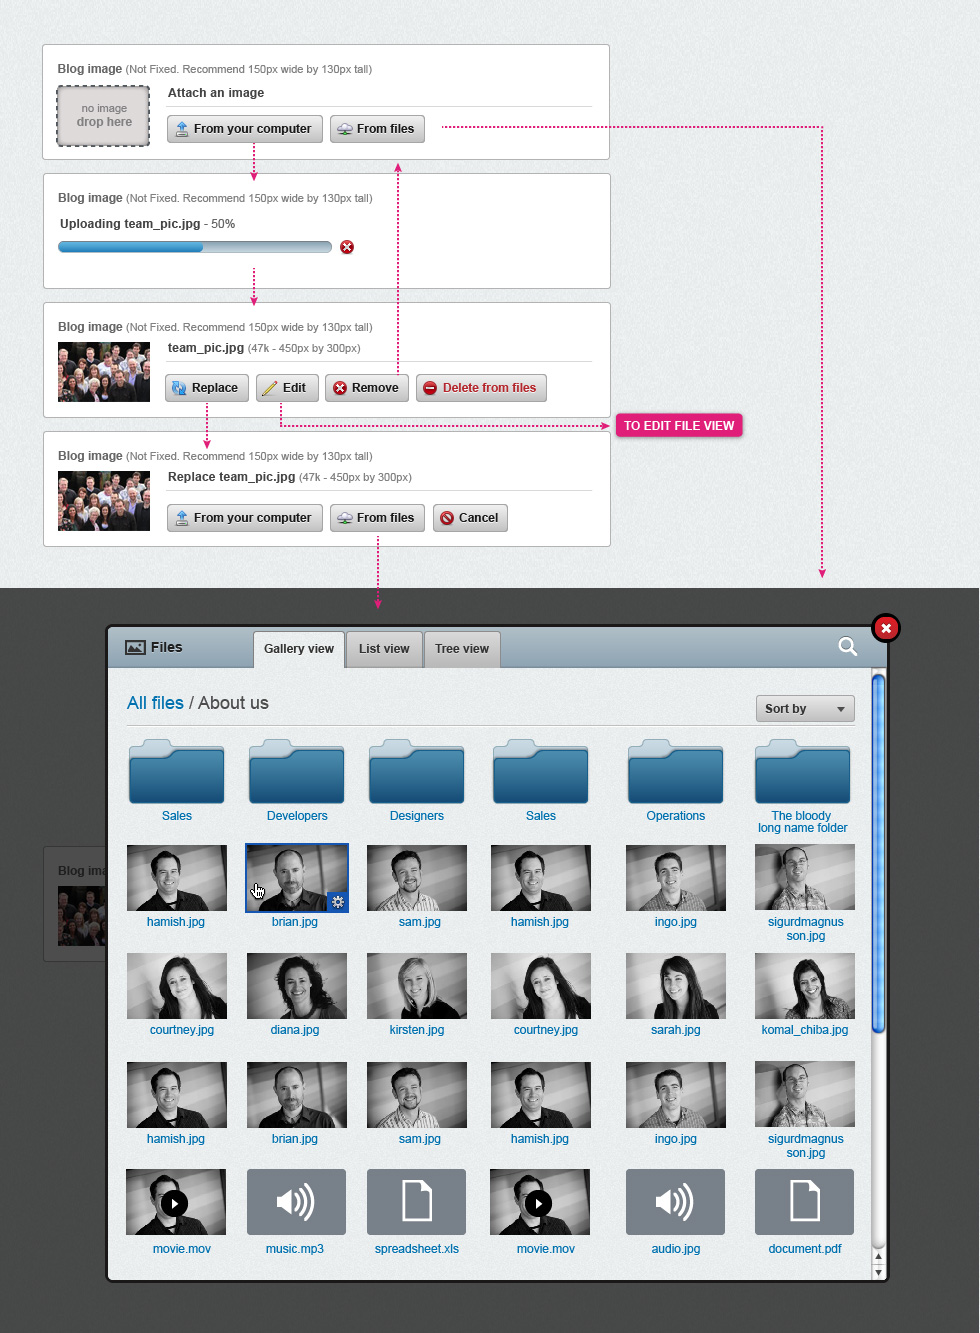 Blog image (Not Fixed. Recommend 150px wide by 130px tall)
no image
drop here
Attach an image
From your computer
From files
Blog image (Not Fixed. Recommend 150px wide by 130px tall)
Uploading team_pic.jpg - 50%
Blog image (Not Fixed. Recommend 150px wide by 130px tall)
team_pic.jpg (47k - 450px by 300px)
Replace
Edit
Remove
Delete from files
TO EDIT FILE VIEW
Blog image (Not Fixed. Recommend 150px wide by 130px tall)
Replace team_pic.jpg (47k - 450px by 300px)
From your computer
From files
Cancel
Files
Gallery view
List view
Tree view
All files / About us
Sort by
Sales
Developers
Designers
Sales
Operations
The bloody
long name folder
Blog ima
hamish.jpg
brian.jpg
sam.jpg
hamish.jpg
ingo.jpg
sigurdmagnus
son.jpg
courtney.jpg
diana.jpg
kirsten.jpg
courtney.jpg
sarah.jpg
komal_chiba.jpg
hamish.jpg
brian.jpg
sam.jpg
hamish.jpg
ingo.jpg
sigurdmagnus
son.jpg
movie.mov
music.mp3
spreadsheet.xls
movie.mov
audio.jpg
document.pdf